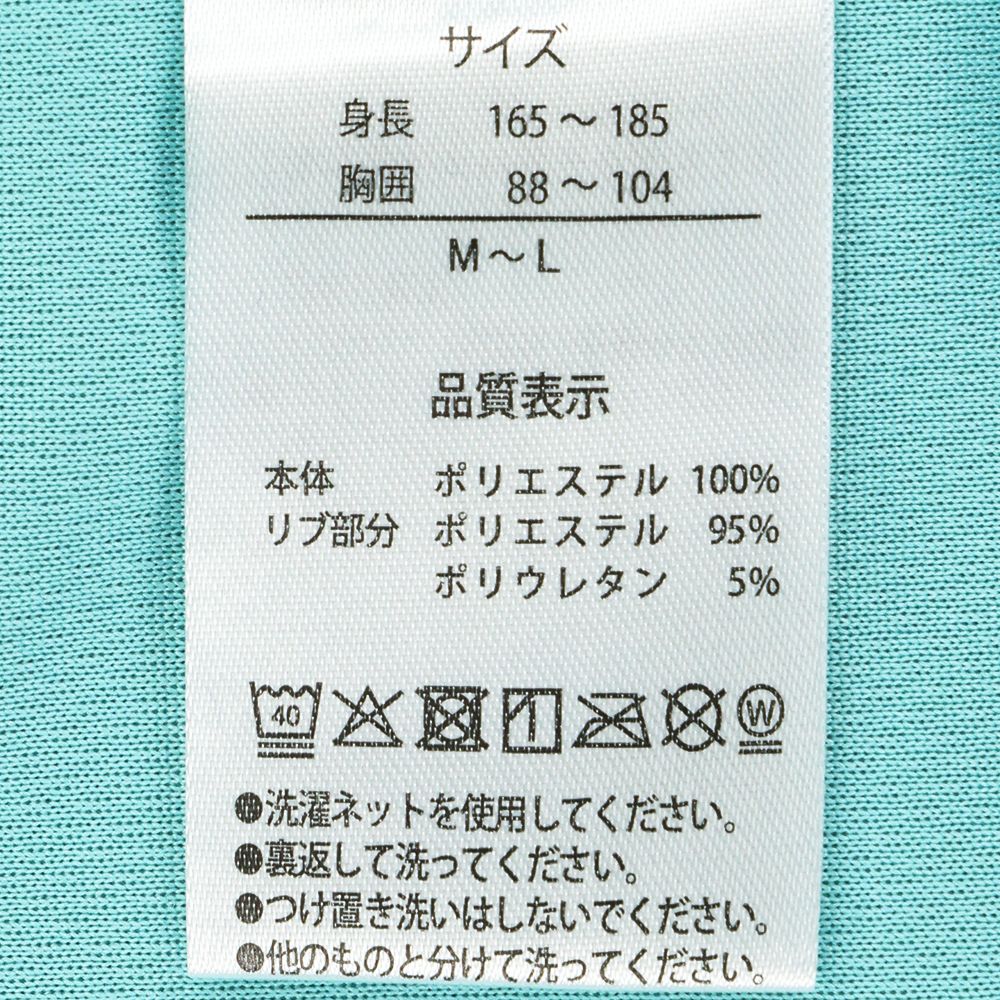 サイズ
身長 165～185
胸囲 88～104
M～L
品質表示
本体 ポリエステル 100%
リブ部分 ポリエステル 95%
ポリウレタン 5%
40 W
●洗濯ネットを使用してください。
●裏返して洗ってください。
●つけ置き洗いはしないでください。
●他のものと分けて洗ってください。